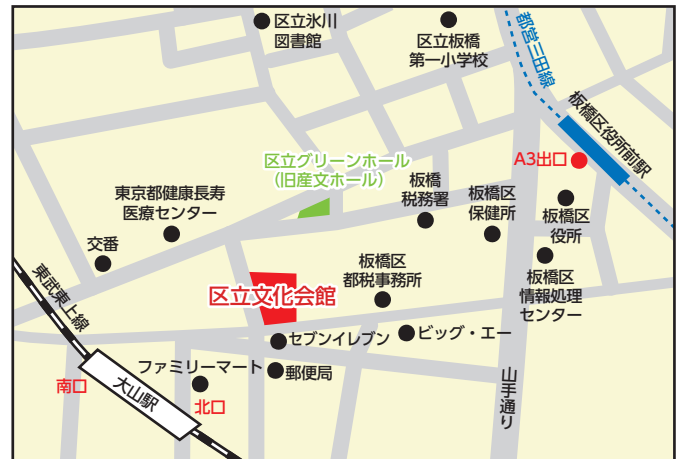 区立氷川
図書館
区立板橋
第一小学校
都営三田線
板橋区役所前駅
A3出口
区立グリーンホール
(旧産文ホール)
東京都健康長寿
医療センター
板橋
税務署
板橋区
保健所
板橋区
役所
交番
板橋区
都税事務所
板橋区
情報処理
センター
区立文化会館
東武東上線
セブンイレブン
ビッグ・エー
ファミリーマート
郵便局
南口
大山駅
北口
山手通り